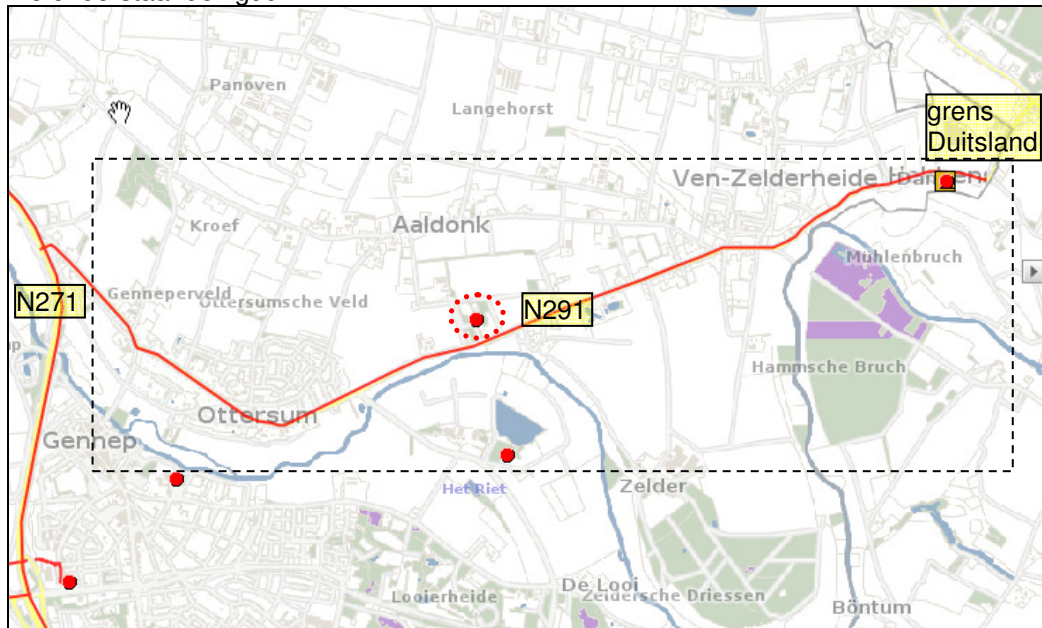 Panoven
Langehorst
grens
Duitsland
Ven-Zelderheide
Kroef
Aaldonk
Mühlenbruch
N271
Genneperveld
Ottersumsche Veld
N291
Hammsche Bruch
Ottersum
Gennep
Het Riet
Zelder
De Looi
Looierheide
Zeldersche Driessen
Böntum